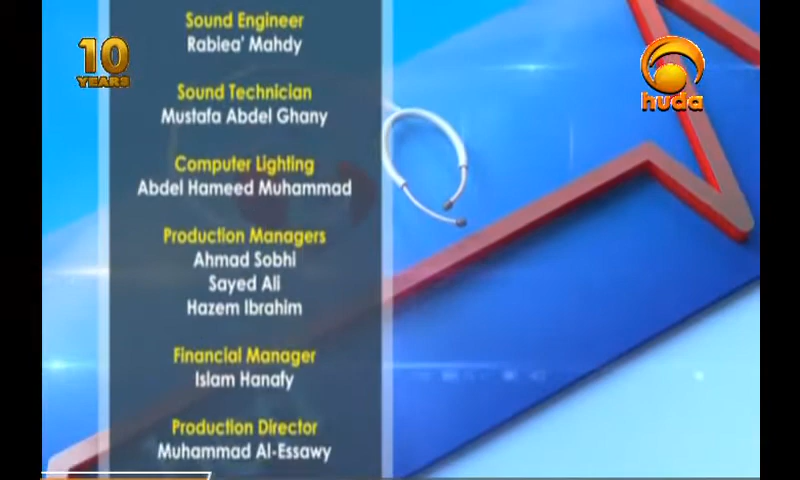 10
YEARS
huda
Sound Engineer
Rabiea' Mahdy
Sound Technician
Mustafa Abdel Ghany
Computer Lighting
Abdel Hameed Muhammad
Production Managers
Ahmad Sobhi
Sayed Ali
Hazem Ibrahim
Financial Manager
Islam Hanafy
Production Director
Muhammad Al-Essawy